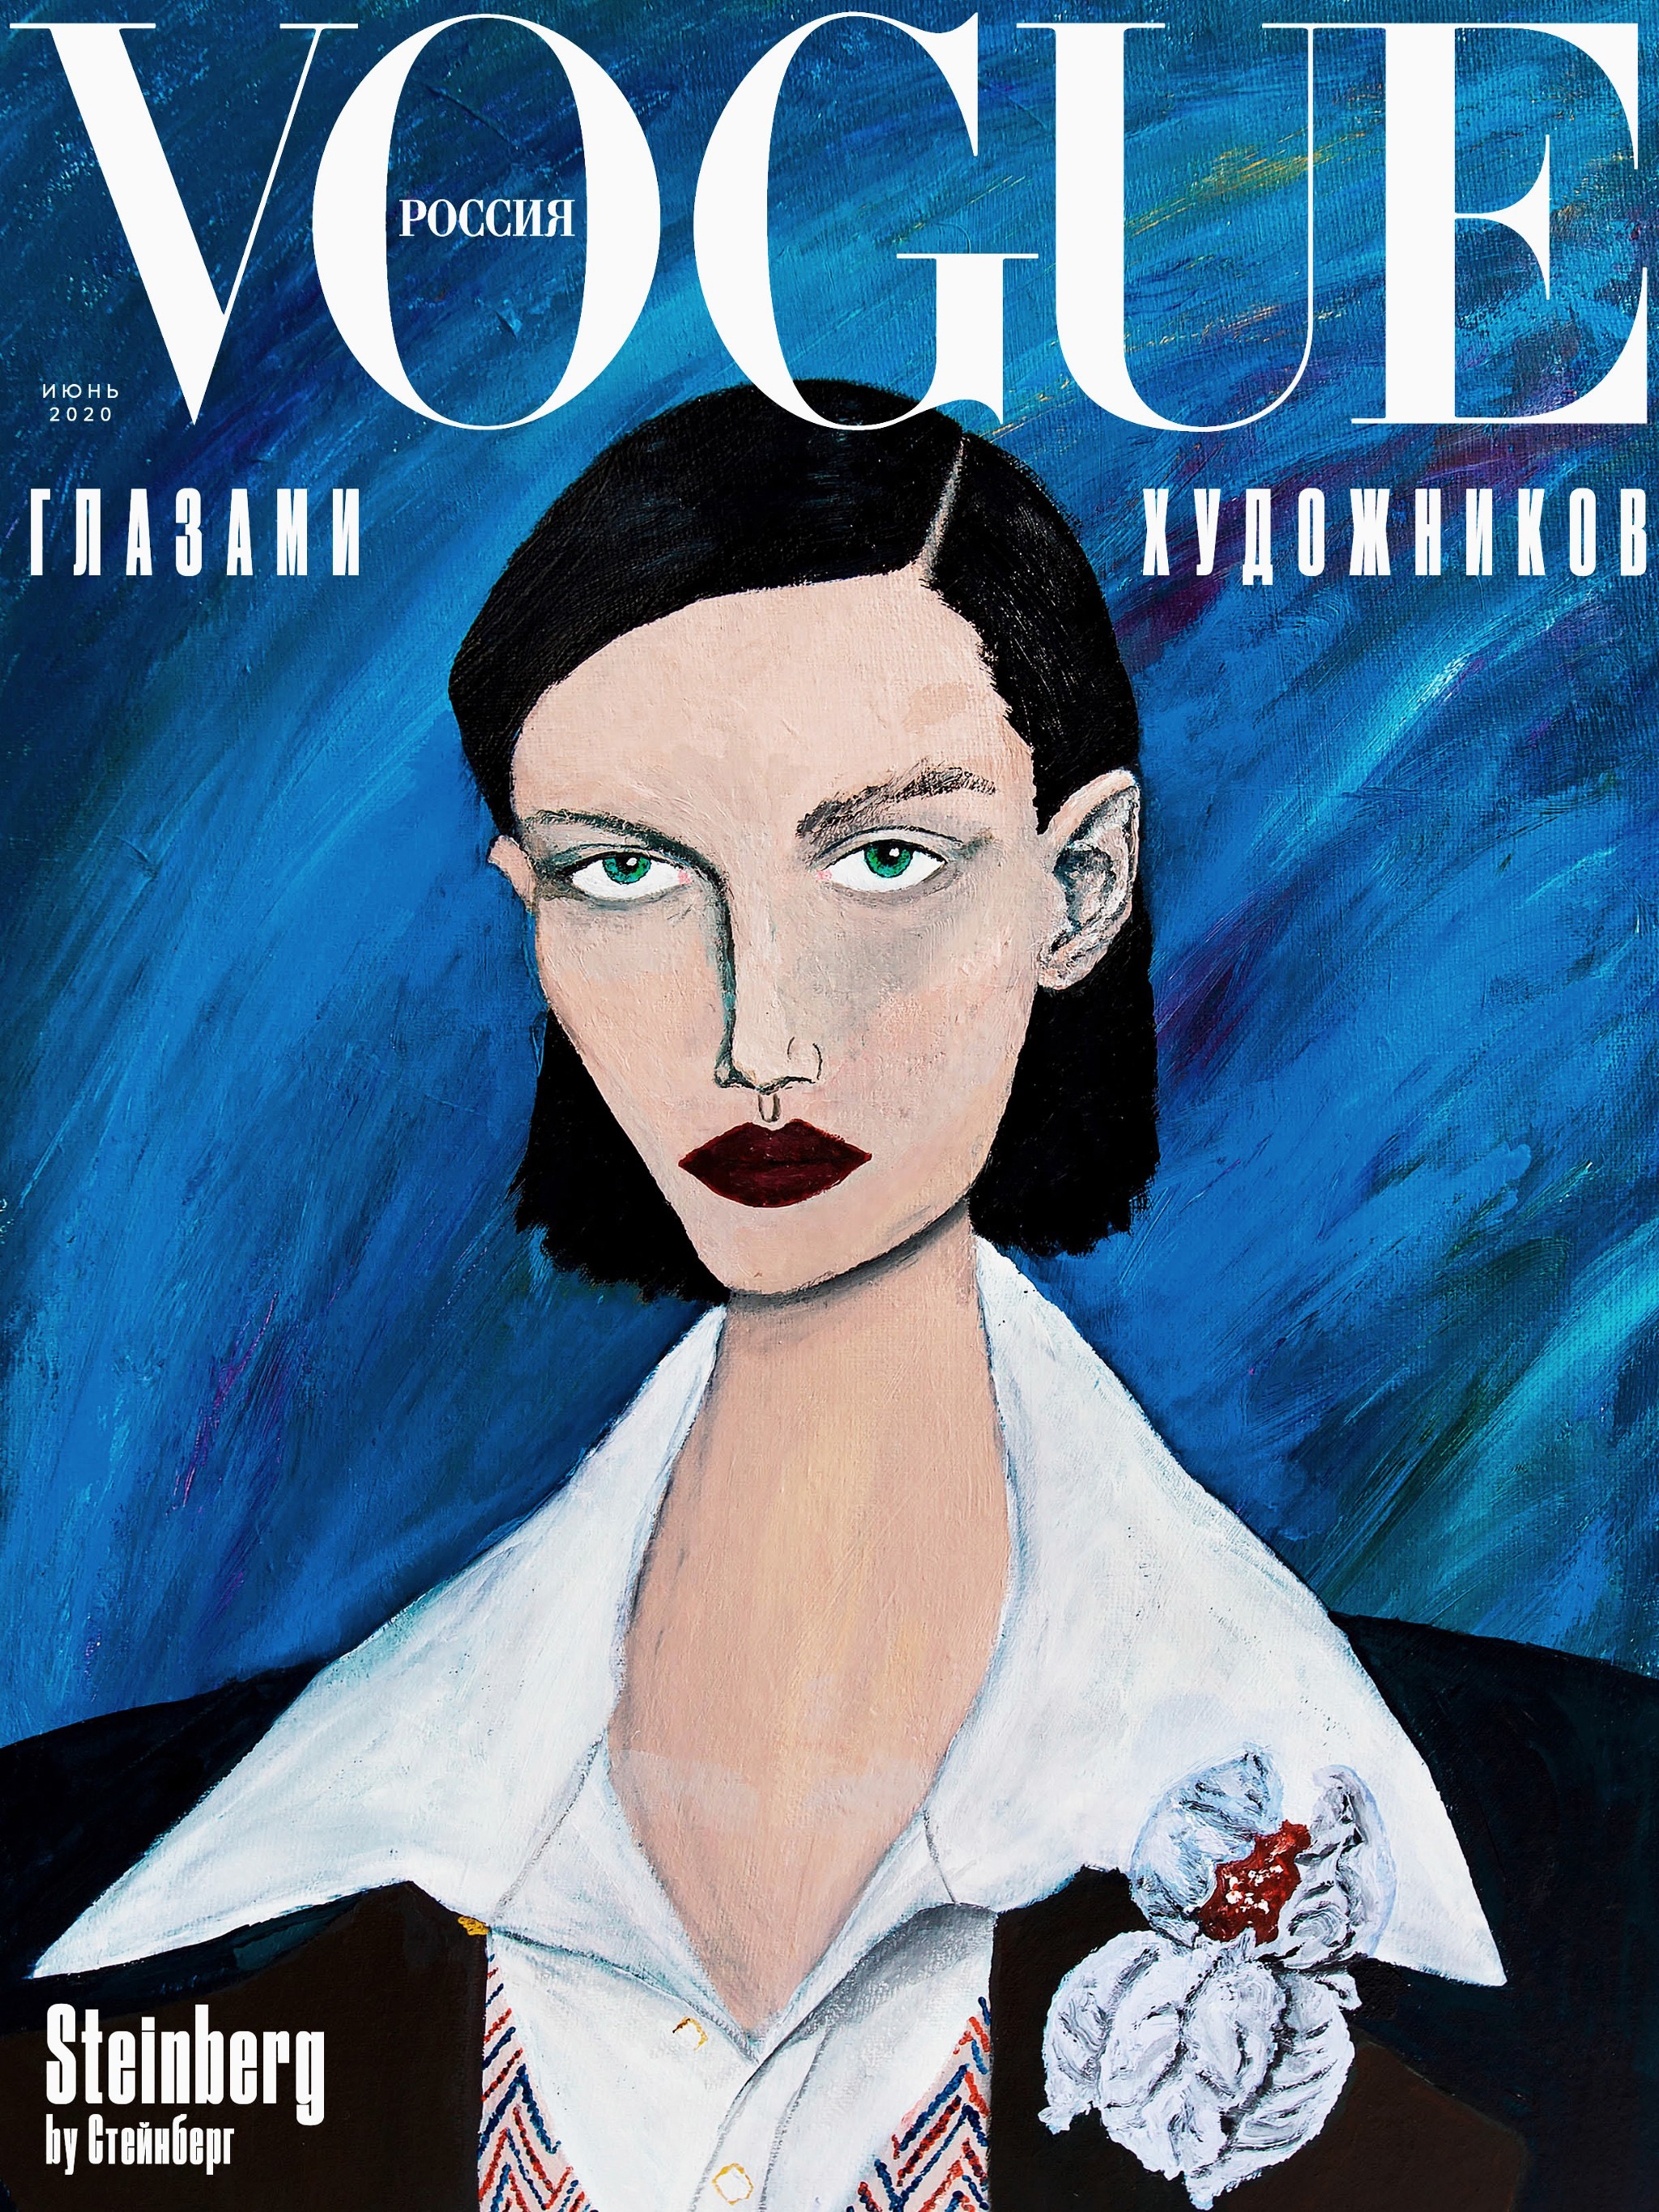 VOGUE
РОССИЯ
ИЮНЬ
2020
ГЛАЗАМИ ХУДОЖНИКОВ
Steinberg
by Стейнберг